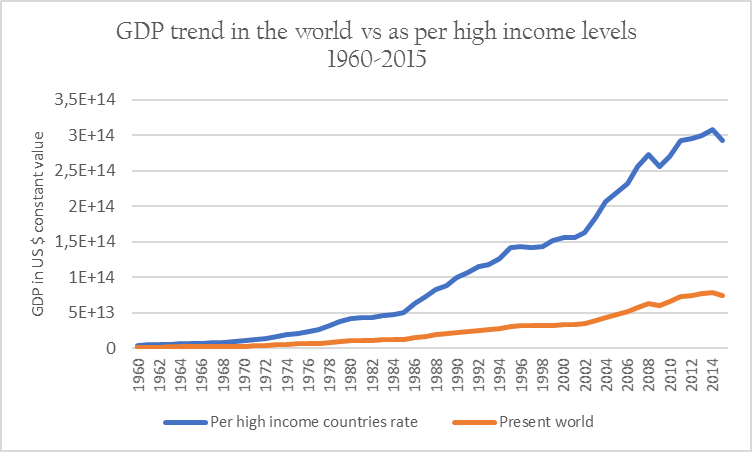 GDP trend in the world vs as per high income levels
1960-2015
GDP in US $ constant value
3,5E+14
3E+14
2,5E+14
2E+14
1,5E+14
1E+14
5E+13
0
1960 1962 1964 1966 1968 1970 1972 1974 1976 1978 1980 1982 1984 1986 1988 1990 1992 1994 1996 1998 2000 2002 2004 2006 2008 2010 2012 2014
Per high income countries rate Present world